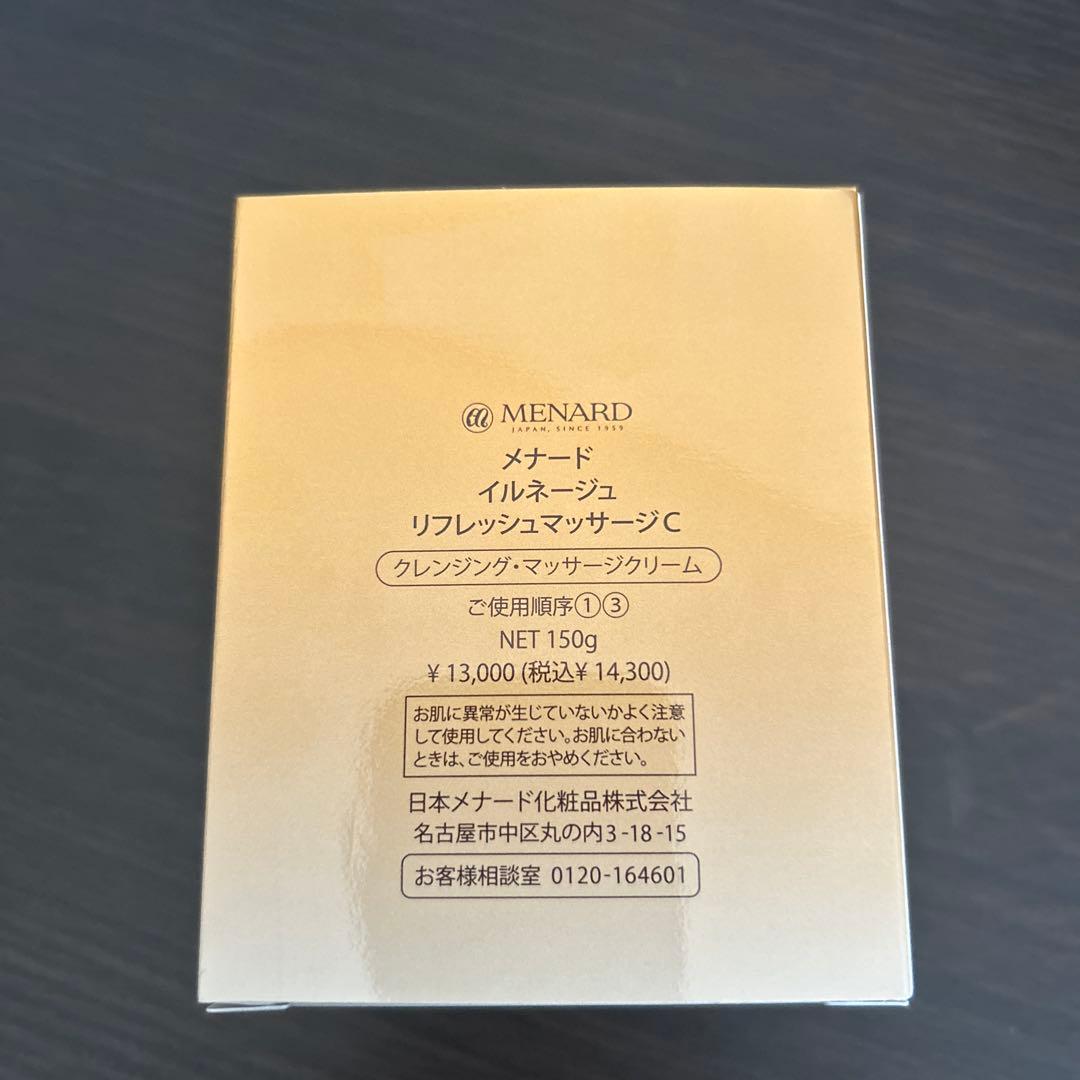 MENARD
JAPAN, SINCE 1959
メナード
イルネージュ
リフレッシュマッサージC
クレンジング・マッサージクリーム
ご使用順序①③
NET 150g
¥13,000 (税込¥14,300)
お肌に異常が生じていないかよく注意
して使用してください。お肌に合わない
ときは、ご使用をおやめください。
日本メナード化粧品株式会社
名古屋市中区丸の内3-18-15
お客様相談室 0120-164601